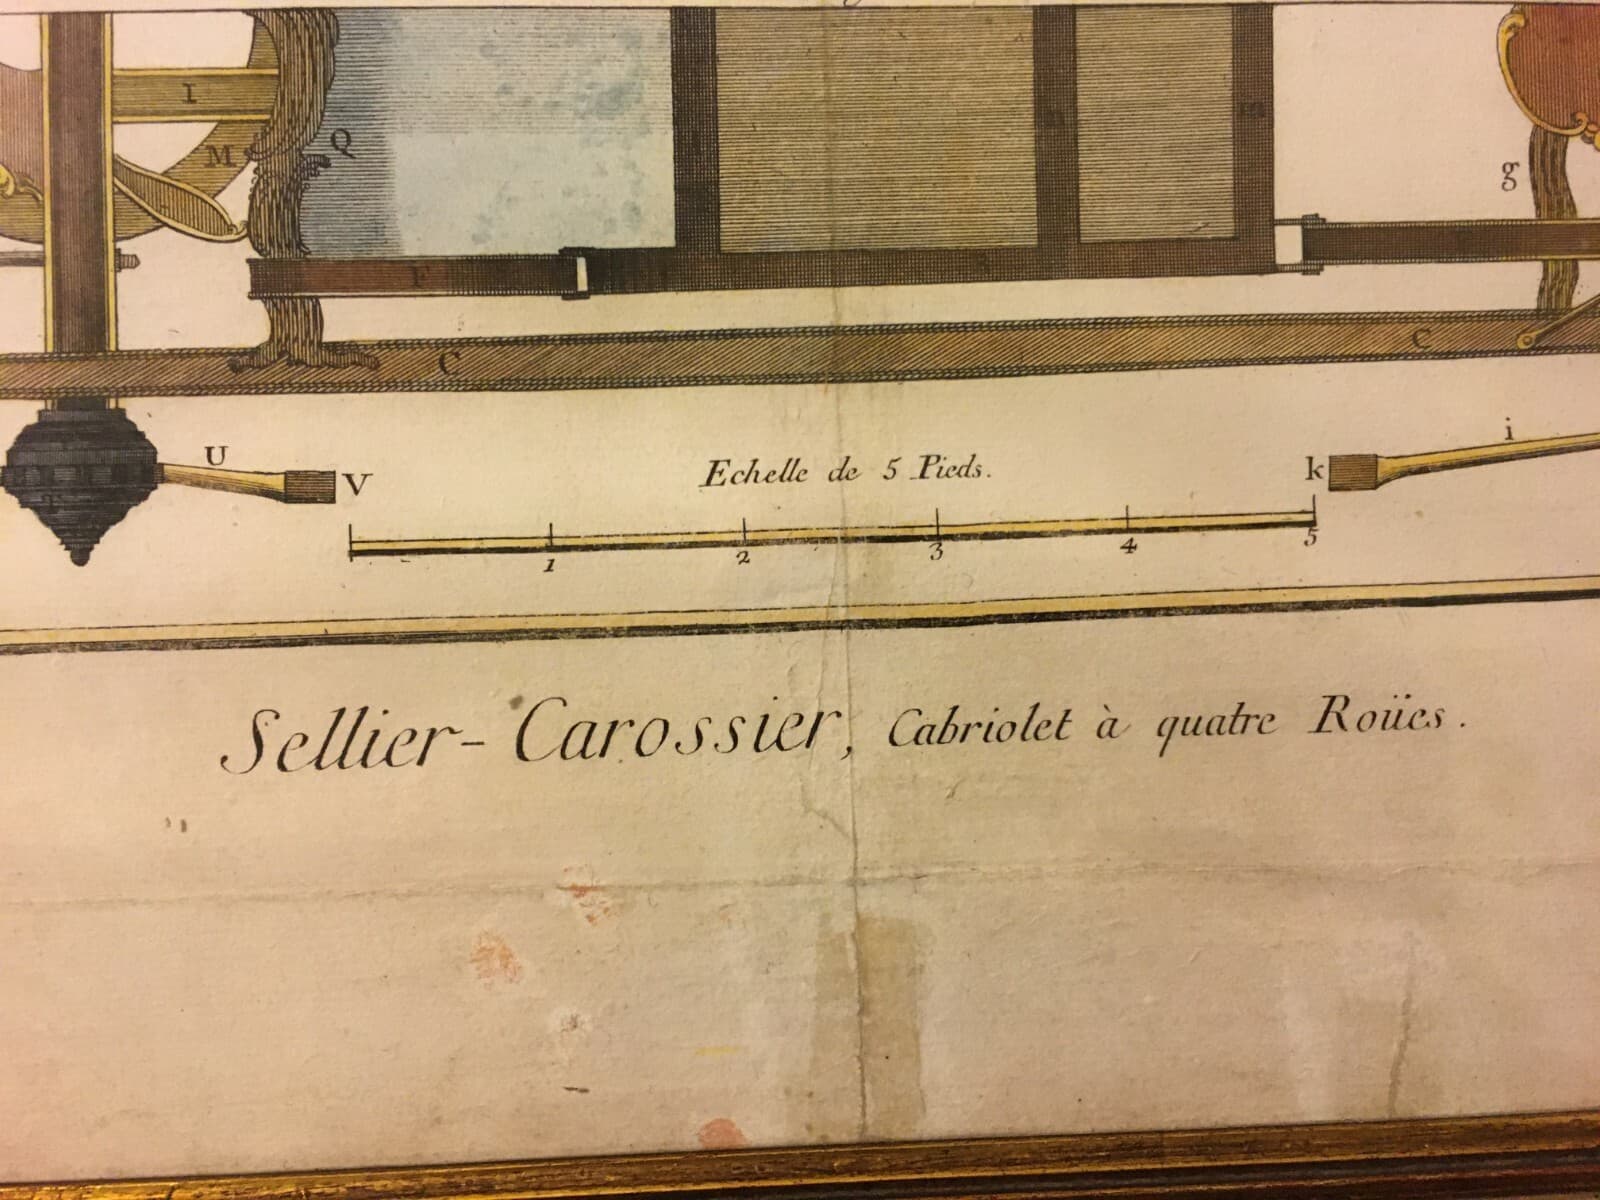 I
M
Q
g
F
C
C
U
V
i
k
Echelle de 5 Pieds.
1 2 3 4 5
T
Sellier-Carossier, Cabriolet à quatre Roües.